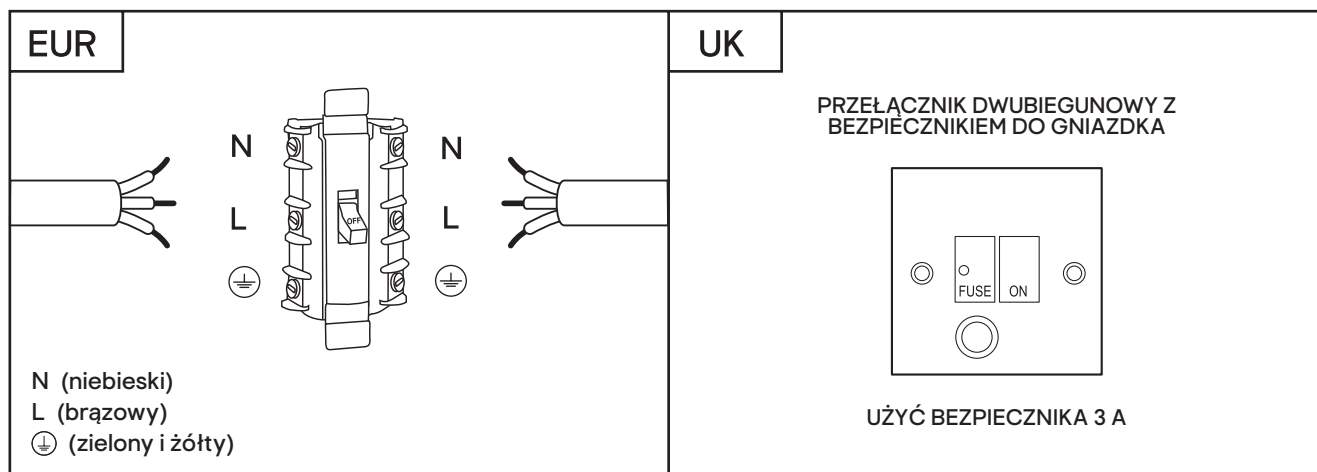 EUR
N
N
L
L
OFF
N (niebieski)
L (brązowy)
(zielony i żółty)
UK
PRZEŁĄCZNIK DWUBIEGUNOWY Z
BEZPIECZNIKIEM DO GNIAZDKA
FUSE ON
UŻYĆ BEZPIECZNIKA 3 A